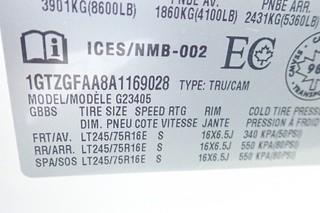 3901KG(8600LB) 1860KG(4100LB) 2431KG(5360LB)
ICES/NMB-002 EC
1GTZGFAA8A1169028 TYPE: TRU/CAM
MODEL/MODÈLE G23405
GBBS TIRE SIZE SPEED RTG RIM COLD TIRE
DIM. PNEU COTE VITESSE JANTE PRESSION À FROID
FRT/AV. LT245/75R16E S 16X6.5J 340 KPA(50PSI)
RR/ARR. LT245/75R16E S 16X6.5J 550 KPA(80PSI)
SPA/SOS LT245/75R16E S 16X6.5J 550 KPA(80PSI)